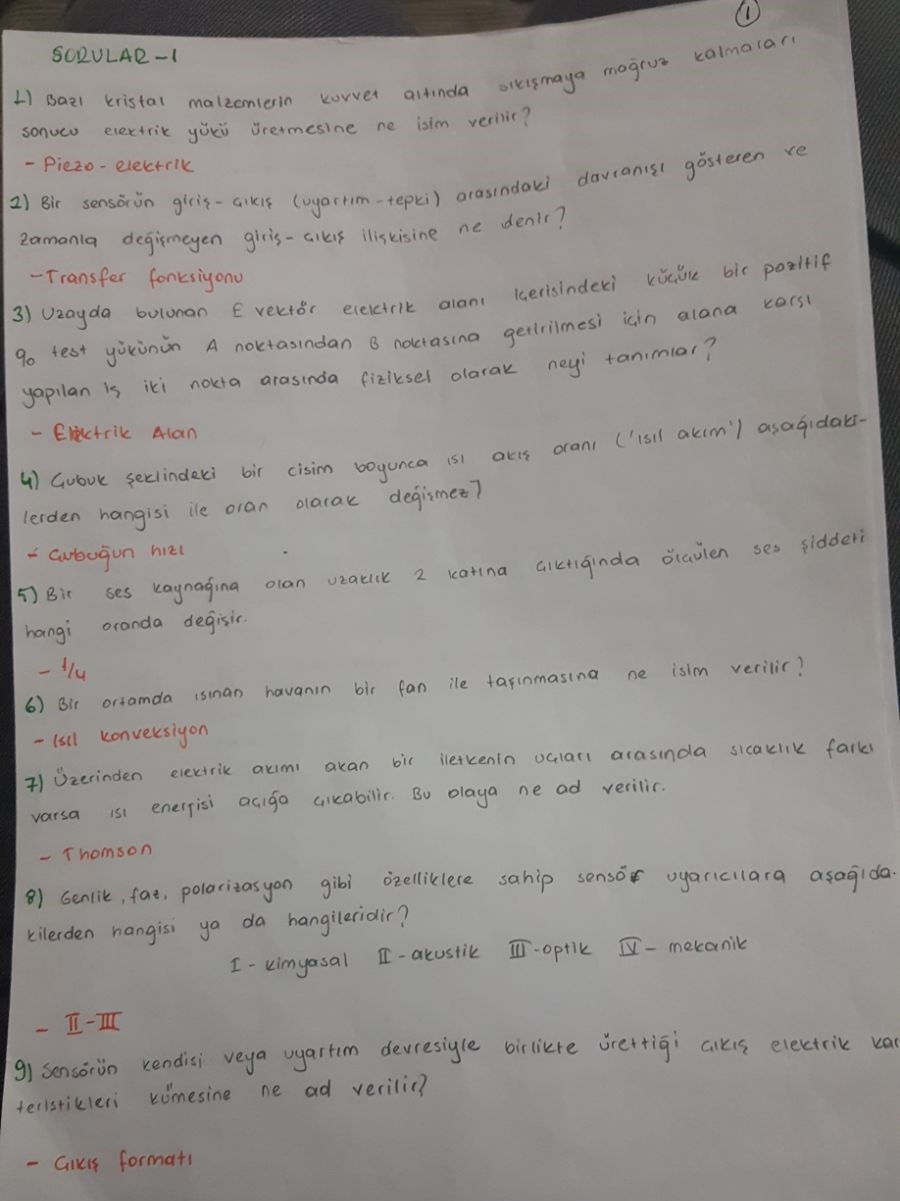 1
SORULAR-1
1) Bazı kristal malzemlerin kuvvet altında sıkışmaya mağruz kalmaları
sonucu elektrik yükü üretmesine ne isim verilir?
- Piezo-elektrik
2) Bir sensörün giriş-çıkış (uyartım-tepki) arasındaki davranışı gösteren ve
zamanla değişmeyen giriş-çıkış ilişkisine ne denir?
-Transfer fonksiyonu
3) Uzayda bulunan E vektör elektrik alanı içerisindeki küçük bir pozitif
q0 test yükünün A noktasından B noktasına getirilmesi için alana karşı
yapılan iş iki nokta arasında fiziksel olarak neyi tanımlar?
- Elektrik Alan
4) Çubuk şeklindeki bir cisim boyunca ısı akış oranı ('ısıl akım') aşağıdaki-
lerden hangisi ile oran olarak değişmez?
- Çubuğun hızı
5) Bir ses kaynağına olan uzaklık 2 katına çıktığında ölçülen ses şiddeti
hangi oranda değişir.
- 1/4
6) Bir ortamda ısınan havanın bir fan ile taşınmasına ne isim verilir?
- Isıl konveksiyon
7) Üzerinden elektrik akımı akan bir iletkenin uçları arasında sıcaklık farkı
varsa ısı enerjisi açığa çıkabilir. Bu olaya ne ad verilir.
- Thomson
8) Genlik, faz, polarizasyon gibi özelliklere sahip sensör uyarıcılara aşağıda-
kilerden hangisi ya da hangileridir?
I - kimyasal II - akustik III - optik IV - mekanik
- II-III
9) Sensörün kendisi veya uyartım devresiyle birlikte ürettiği çıkış elektrik kar
teristikleri kümesine ne ad verilir?
- Çıkış formatı